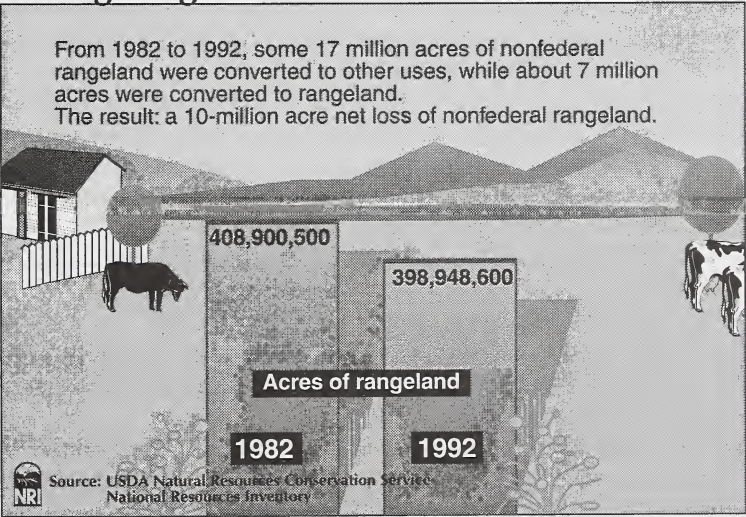 From 1982 to 1992, some 17 million acres of nonfederal
rangeland were converted to other uses, while about 7 million
acres were converted to rangeland.
The result: a 10-million acre net loss of nonfederal rangeland.
408,900,500
398,948,600
Acres of rangeland
1982
1992
NRI
Source: USDA Natural Resources Conservation Service
National Resources Inventory